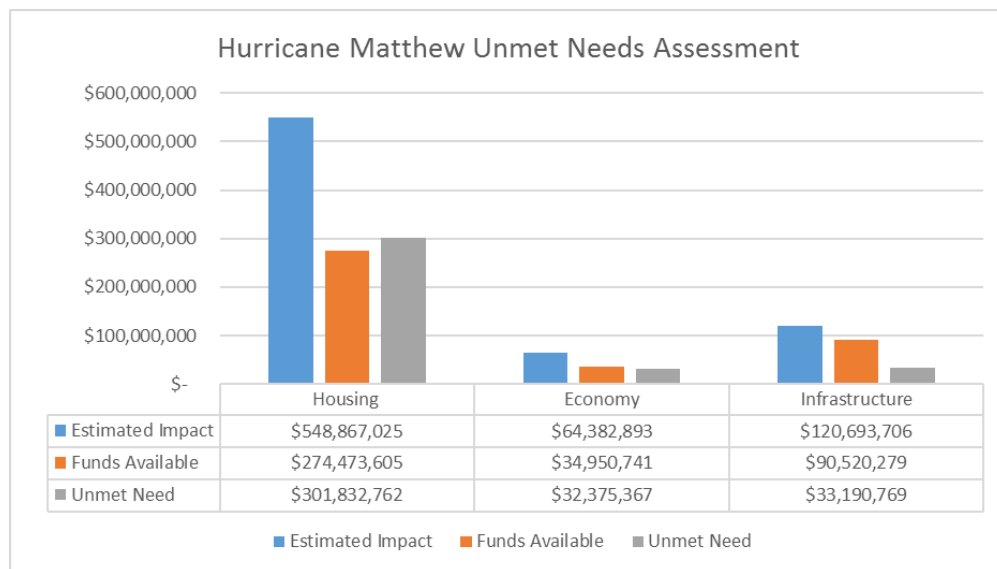 Hurricane Matthew Unmet Needs Assessment
$600,000,000
$500,000,000
$400,000,000
$300,000,000
$200,000,000
$100,000,000
$-
Housing Economy Infrastructure
Estimated Impact $548,867,025 $64,382,893 $120,693,706
Funds Available $274,473,605 $34,950,741 $90,520,279
Unmet Need $301,832,762 $32,375,367 $33,190,769
Estimated Impact Funds Available Unmet Need